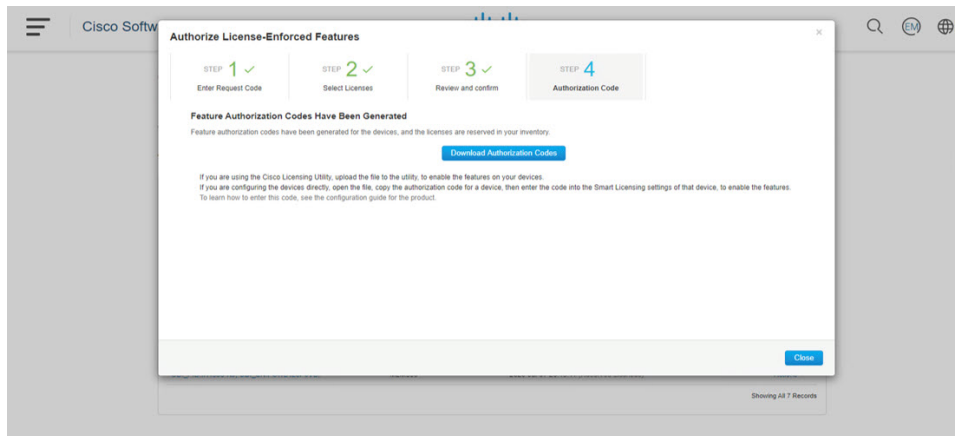 Cisco Softw
EM
Authorize License-Enforced Features
×
STEP 1 ✓
Enter Request Code
STEP 2 ✓
Select Licenses
STEP 3 ✓
Review and confirm
STEP 4
Authorization Code
Feature Authorization Codes Have Been Generated
Feature authorization codes have been generated for the devices, and the licenses are reserved in your inventory.
Download Authorization Codes
If you are using the Cisco Licensing Utility, upload the file to the utility, to enable the features on your devices.
If you are configuring the devices directly, open the file, copy the authorization code for a device, then enter the code into the Smart Licensing settings of that device, to enable the features.
To learn how to enter this code, see the configuration guide for the product.
Close
Showing All 7 Records